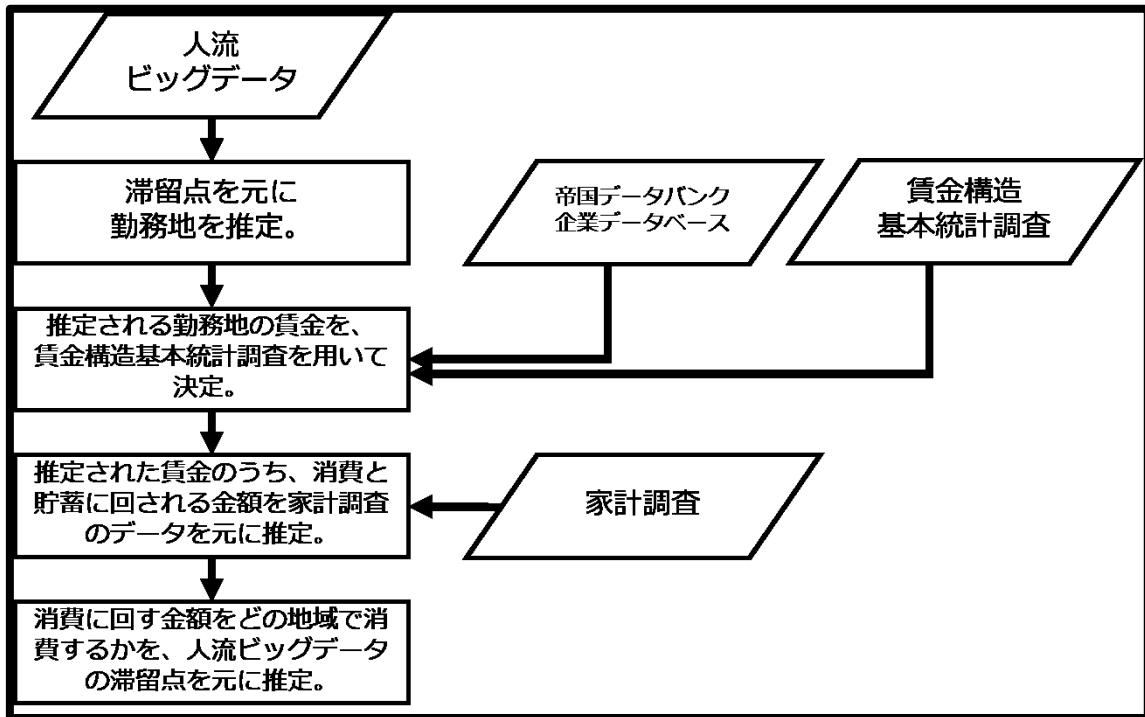 人流
ビッグデータ
滞留点を元に
勤務地を推定。
帝国データバンク
企業データベース
賃金構造
基本統計調査
推定される勤務地の賃金を、
賃金構造基本統計調査を用いて
決定。
推定された賃金のうち、消費と
貯蓄に回される金額を家計調査
のデータを元に推定。
家計調査
消費に回す金額をどの地域で消
費するかを、人流ビッグデータ
の滞留点を元に推定。